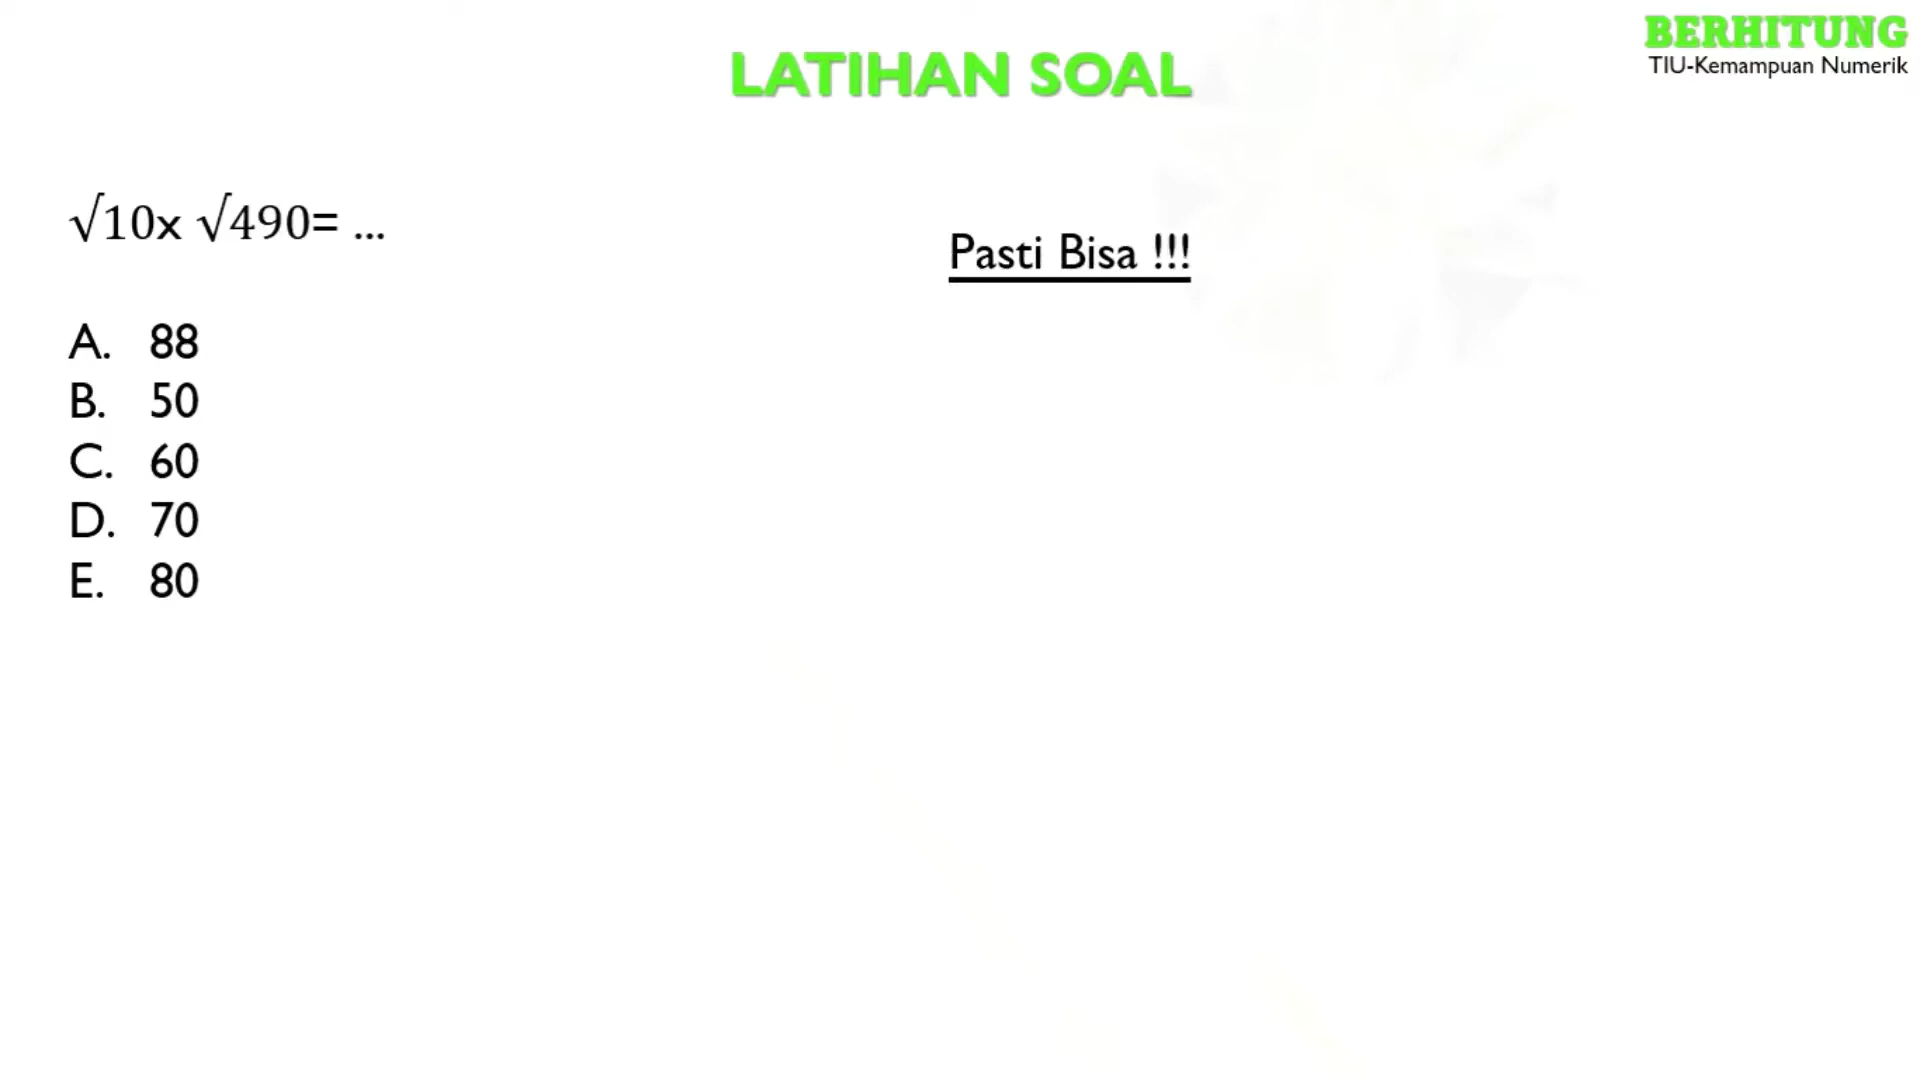 BERHITUNG
TIU-Kemampuan Numerik
LATIHAN SOAL
√10x √490= ...
Pasti Bisa !!!
A. 88
B. 50
C. 60
D. 70
E. 80